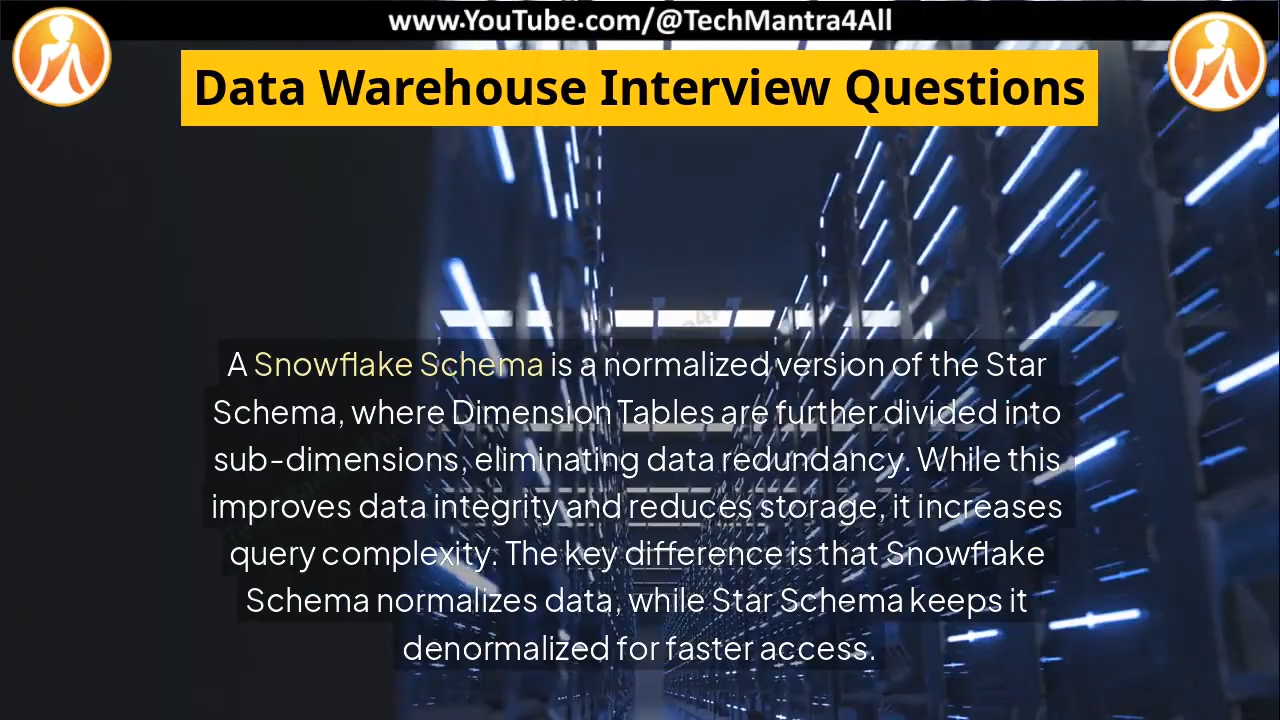 www.YouTube.com/@TechMantra4All
Data Warehouse Interview Questions
A Snowflake Schema is a normalized version of the Star
Schema, where Dimension Tables are further divided into
sub-dimensions, eliminating data redundancy. While this
improves data integrity and reduces storage, it increases
query complexity. The key difference is that Snowflake
Schema normalizes data, while Star Schema keeps it
denormalized for faster access.